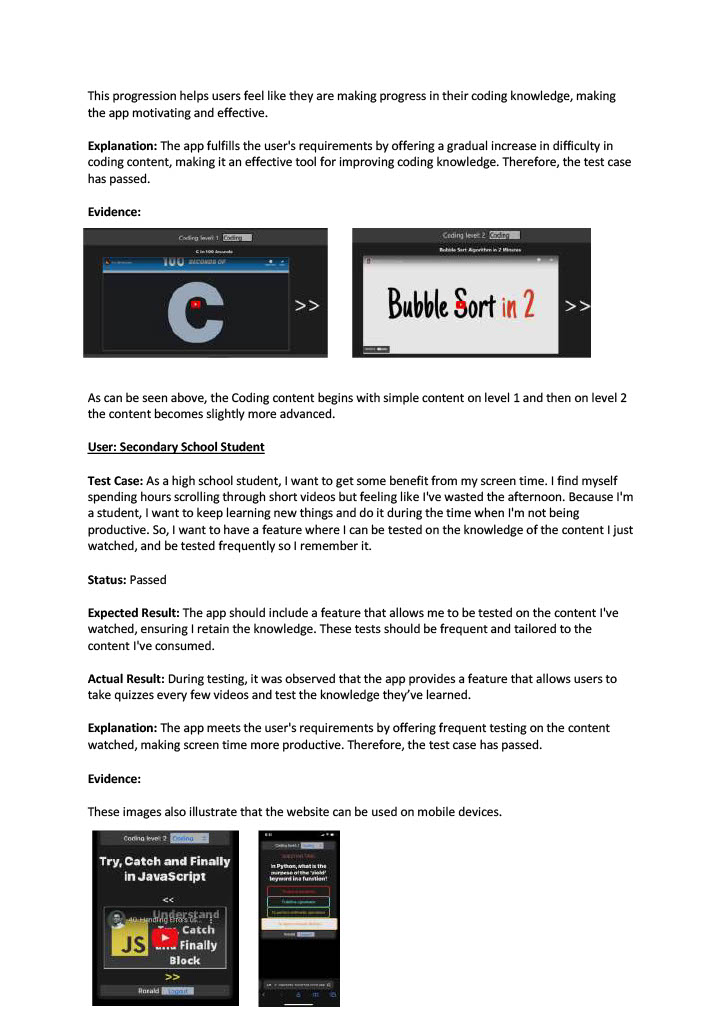 This progression helps users feel like they are making progress in their coding knowledge, making
the app motivating and effective.
Explanation: The app fulfills the user's requirements by offering a gradual increase in difficulty in
coding content, making it an effective tool for improving coding knowledge. Therefore, the test case
has passed.
Evidence:
Coding level: 1 Coding
C in 100 Seconds
100 SECONDS OF
C
>>
Coding level: 2 Coding
Bubble Sort Algorithm in 2 Minutes
Bubble Sort in 2
>>
As can be seen above, the Coding content begins with simple content on level 1 and then on level 2
the content becomes slightly more advanced.
User: Secondary School Student
Test Case: As a high school student, I want to get some benefit from my screen time. I find myself
spending hours scrolling through short videos but feeling like I've wasted the afternoon. Because I'm
a student, I want to keep learning new things and do it during the time when I'm not being
productive. So, I want to have a feature where I can be tested on the knowledge of the content I just
watched, and be tested frequently so I remember it.
Status: Passed
Expected Result: The app should include a feature that allows me to be tested on the content I've
watched, ensuring I retain the knowledge. These tests should be frequent and tailored to the
content I've consumed.
Actual Result: During testing, it was observed that the app provides a feature that allows users to
take quizzes every few videos and test the knowledge they’ve learned.
Explanation: The app meets the user's requirements by offering frequent testing on the content
watched, making screen time more productive. Therefore, the test case has passed.
Evidence:
These images also illustrate that the website can be used on mobile devices.
Coding level: 2 Coding
Try, Catch and Finally
in JavaScript
<<
Understand
Catch
JS
Finally
Block
>>
Ronald Logout
Coding level: 
In Python, what is the
purpose of the 'yield'
keyword in a function?
Ronald Logout